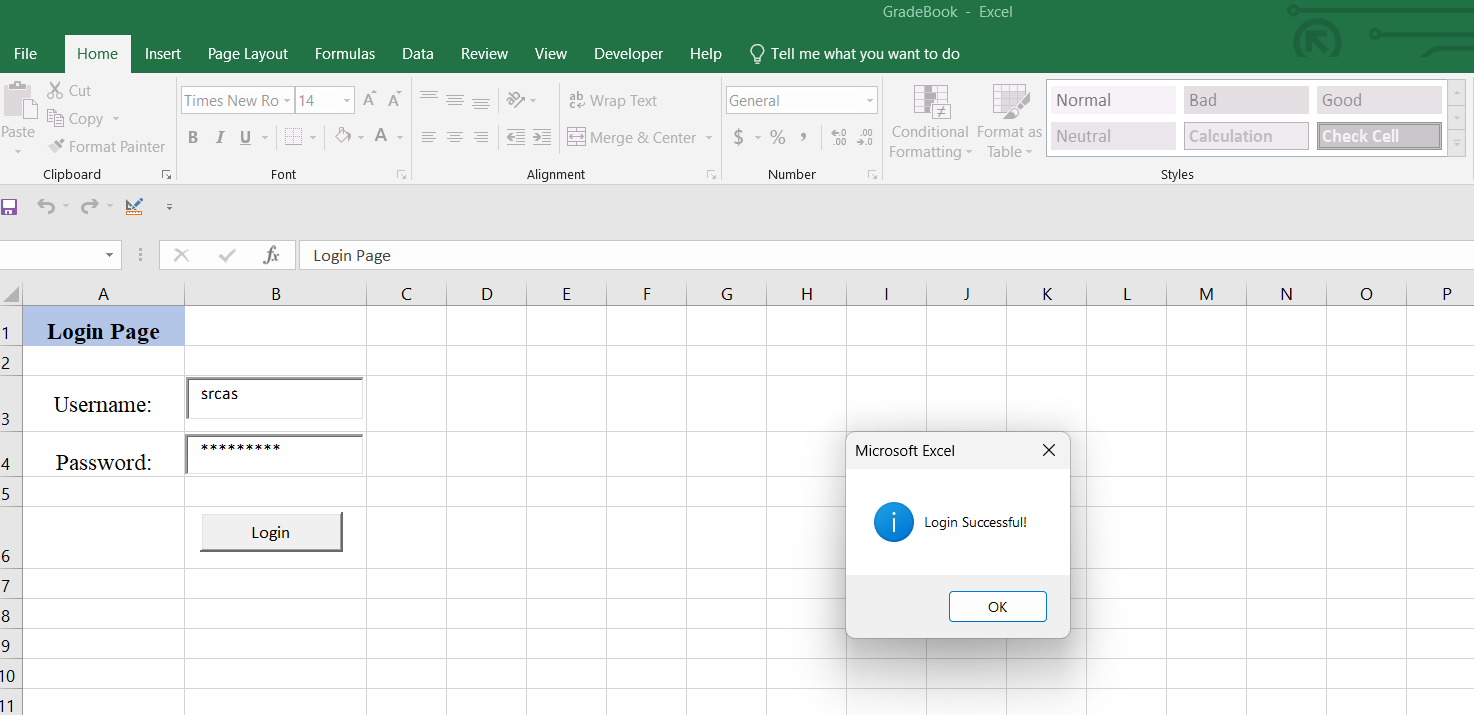 GradeBook - Excel
File Home Insert Page Layout Formulas Data Review View Developer Help Tell me what you want to do
Cut
Copy
Format Painter
Paste
Clipboard
Times New Ro 14
A A
B I U A
Font
ab Wrap Text
Merge & Center
Alignment
General
$ % ,
Number
Conditional Formatting
Format as Table
Normal Bad Good
Neutral Calculation Check Cell
Styles
fx Login Page
A B C D E F G H I J K L M N O P
1 Login Page
2
3 Username: srcas
4 Password: *********
5
6 Login
7
8
9
10
11
Microsoft Excel
i Login Successful!
OK